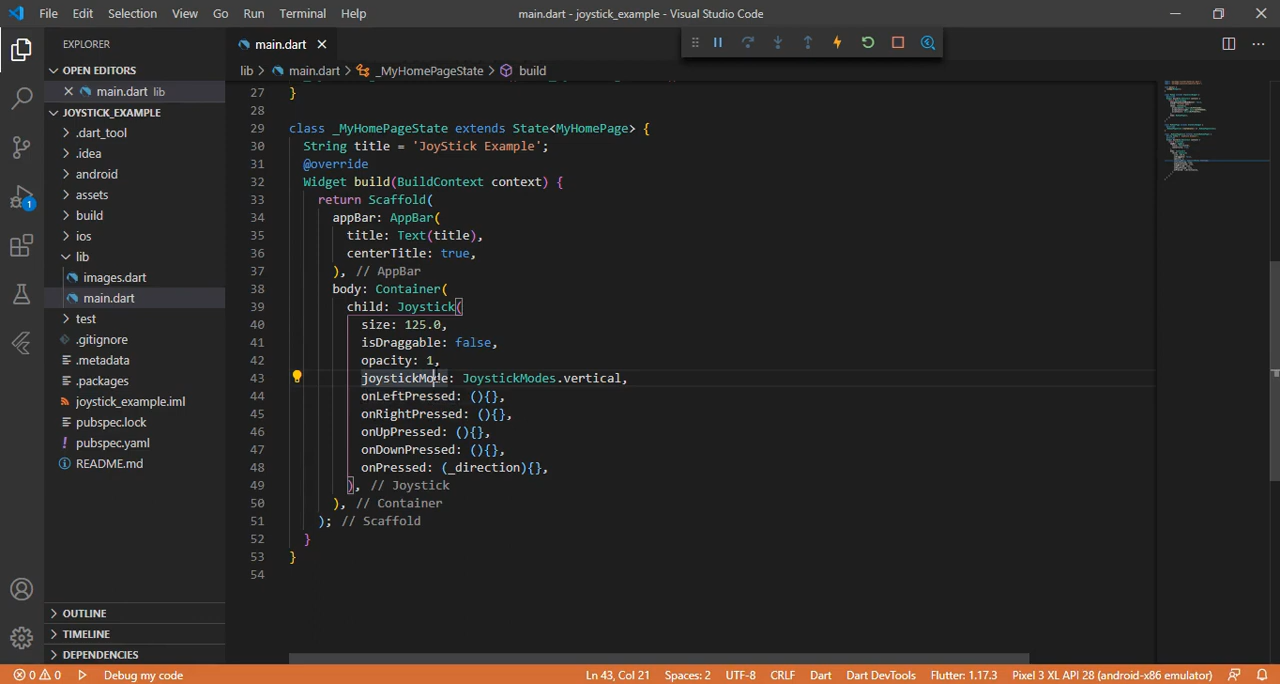 File Edit Selection View Go Run Terminal Help
main.dart - joystick_example - Visual Studio Code
EXPLORER
main.dart
OPEN EDITORS
main.dart lib
JOYSTICK_EXAMPLE
.dart_tool
.idea
android
assets
build
ios
lib
images.dart
main.dart
test
.gitignore
.metadata
.packages
joystick_example.iml
pubspec.lock
pubspec.yaml
README.md
OUTLINE
TIMELINE
DEPENDENCIES
1
lib > main.dart > _MyHomePageState > build
27 }
28
29 class _MyHomePageState extends State<MyHomePage> {
30 String title = 'JoyStick Example';
31 @override
32 Widget build(BuildContext context) {
33 return Scaffold(
34 appBar: AppBar(
35 title: Text(title),
36 centerTitle: true,
37 ), // AppBar
38 body: Container(
39 child: Joystick(
40 size: 125.0,
41 isDraggable: false,
42 opacity: 1,
43 joystickMode: JoystickModes.vertical,
44 onLeftPressed: (){},
45 onRightPressed: (){},
46 onUpPressed: (){},
47 onDownPressed: (){},
48 onPressed: (_direction){},
49 ), // Joystick
50 ), // Container
51 ); // Scaffold
52 }
53 }
54
0 0 Debug my code
Ln 43, Col 21 Spaces: 2 UTF-8 CRLF Dart Dart DevTools Flutter: 1.17.3 Pixel 3 XL API 28 (android-x86 emulator)